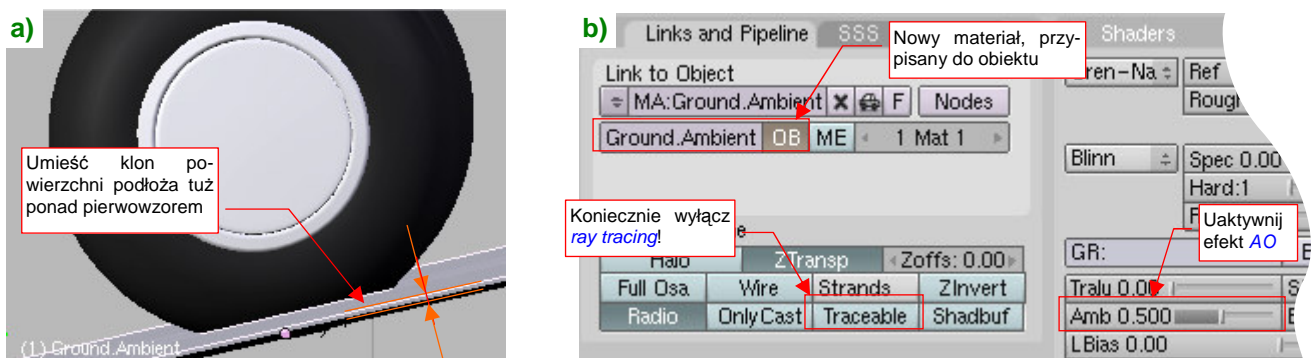 a)
Umieść klon po-
wierzchni podłoża tuż
ponad pierwowzorem
(1) Ground.Ambient
b)
Links and Pipeline SSS
Nowy materiał, przy-
pisany do obiektu
Link to Object
MA:Ground.Ambient F Nodes
Ground.Ambient OB ME 1 Mat 1
Koniecznie wyłącz
ray tracing!
Halo ZTransp Zoffs: 0.00
Full Osa Wire Strands ZInvert
Radio OnlyCast Traceable Shadbuf
Shaders
Ref
Blinn Spec 0.00
Hard:1
Uaktywnij
efekt AO
GR:
Tralu 0.00
Amb 0.500
LBias 0.00